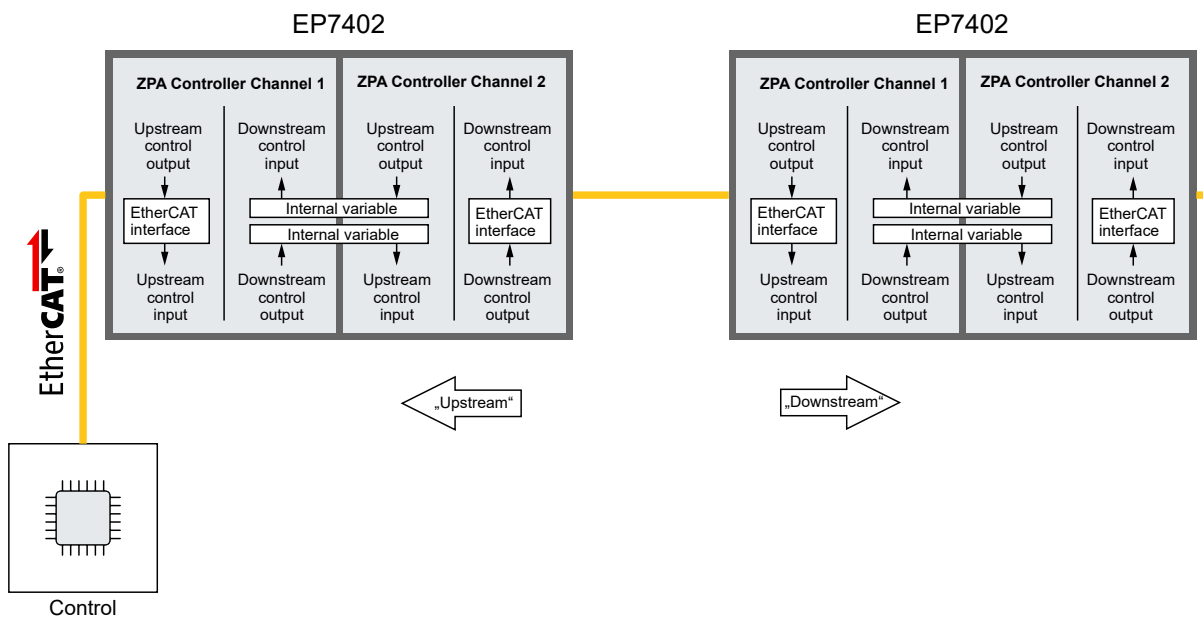 EP7402
ZPA Controller Channel 1
ZPA Controller Channel 2
Upstream
control
output
Downstream
control
input
Upstream
control
output
Downstream
control
input
EtherCAT
interface
Internal variable
Internal variable
EtherCAT
interface
Upstream
control
input
Downstream
control
output
Upstream
control
input
Downstream
control
output
EP7402
ZPA Controller Channel 1
ZPA Controller Channel 2
Upstream
control
output
Downstream
control
input
Upstream
control
output
Downstream
control
input
EtherCAT
interface
Internal variable
Internal variable
EtherCAT
interface
Upstream
control
input
Downstream
control
output
Upstream
control
input
Downstream
control
output
EtherCAT®
„Upstream“
„Downstream“
Control